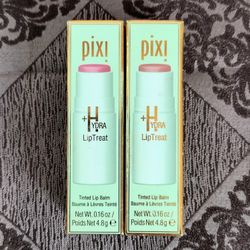 PIXI
+HYDRA
LipTreat
Tinted Lip Balm
Baume à Lèvres Teinté
Net Wt. 0.16 oz /
Poids Net 4.8 g ℮
PIXI
+HYDRA
LipTreat
Tinted Lip Balm
Baume à Lèvres Teinté
Net Wt. 0.16 oz /
Poids Net 4.8 g ℮